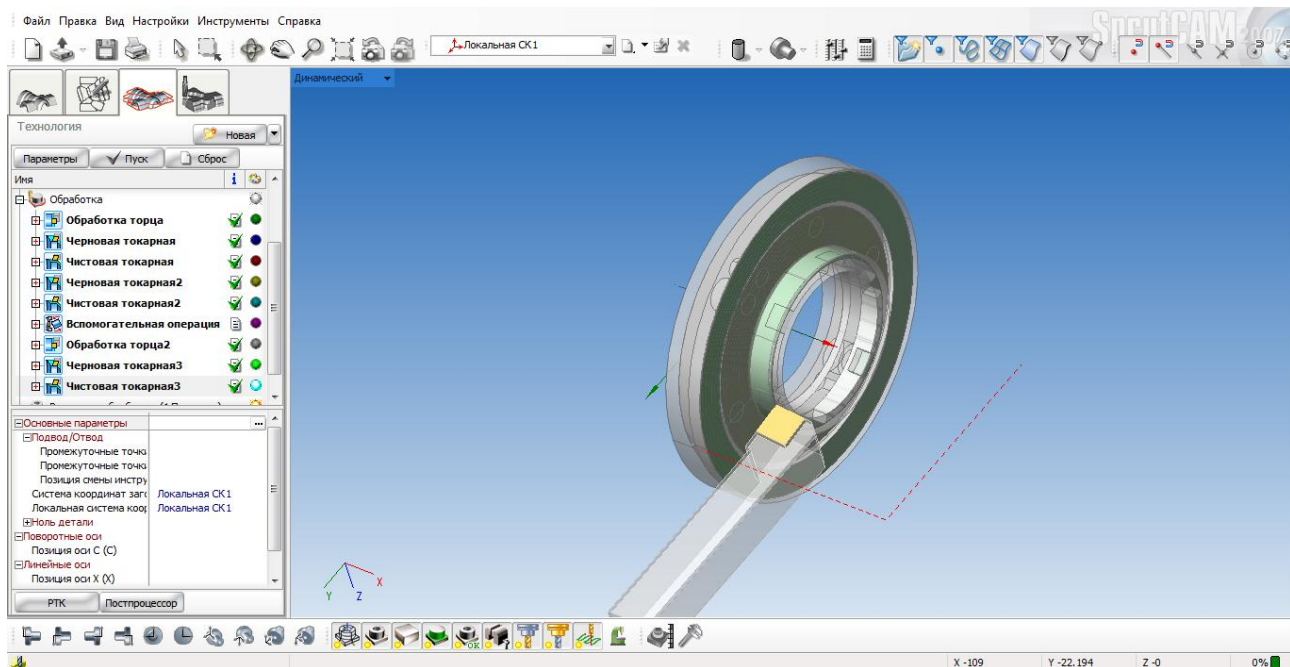 Файл Правка Вид Настройки Инструменты Справка
SprutCAM 2007
Локальная СК1
Динамический
Технология
Новая
Параметры Пуск Сброс
Имя
Обработка
Обработка торца
Черновая токарная
Чистовая токарная
Черновая токарная2
Чистовая токарная2
Вспомогательная операция
Обработка торца2
Черновая токарная3
Чистовая токарная3
Основные параметры ...
Подвод/Отвод
Промежуточные точк
Промежуточные точк
Позиция смены инстру
Система координат заг Локальная СК1
Локальная система коор Локальная СК1
Ноль детали
Поворотные оси
Позиция оси C (C)
Линейные оси
Позиция оси X (X)
РТК Постпроцессор
X
Y Z
X -109 Y -22.194 Z -0 0%